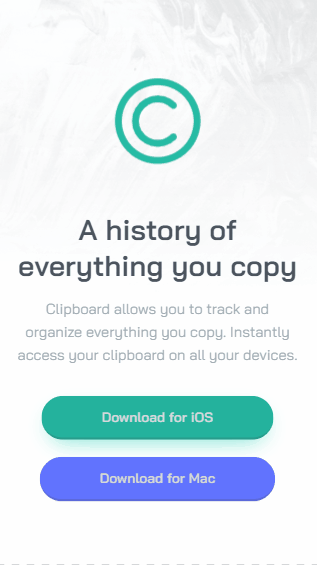 A history of
everything you copy
Clipboard allows you to track and
organize everything you copy. Instantly
access your clipboard on all your devices.
Download for iOS
Download for Mac